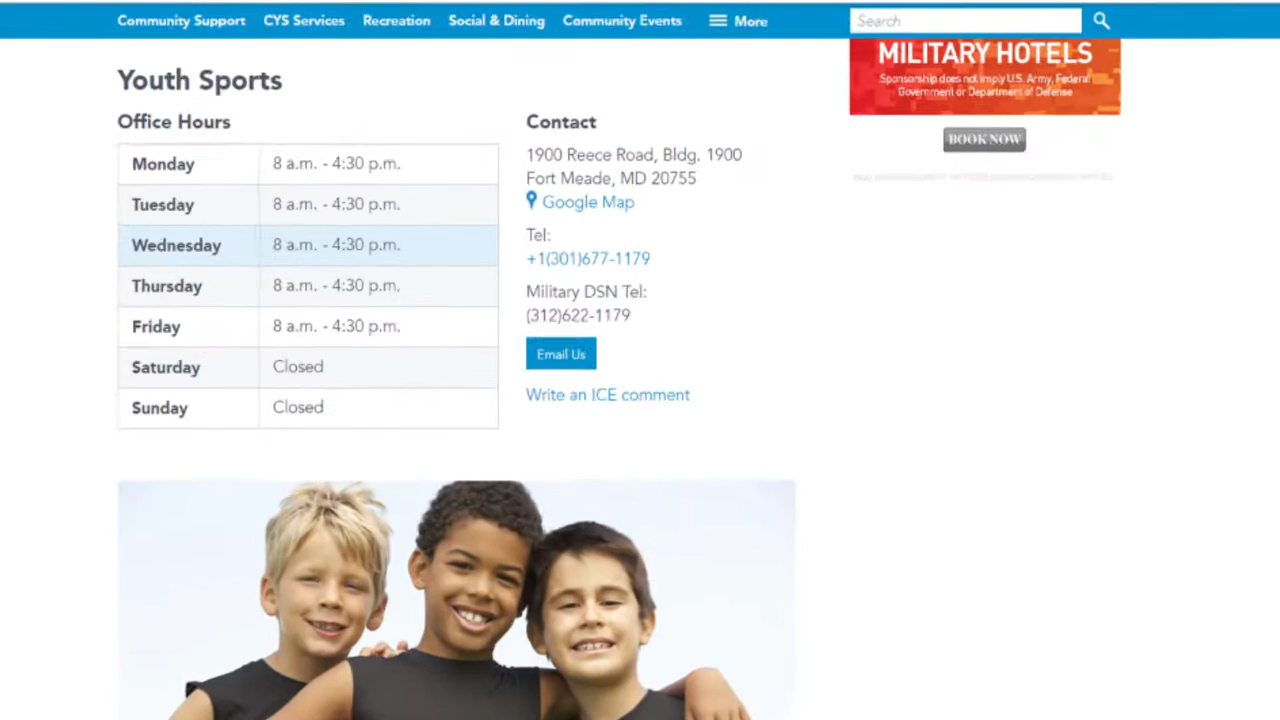 Community Support CYS Services Recreation Social & Dining Community Events More Search
MILITARY HOTELS
Sponsorship does not imply U.S. Army, Federal
Government or Department of Defense
BOOK NOW
Youth Sports
Office Hours
Monday 8 a.m. - 4:30 p.m.
Tuesday 8 a.m. - 4:30 p.m.
Wednesday 8 a.m. - 4:30 p.m.
Thursday 8 a.m. - 4:30 p.m.
Friday 8 a.m. - 4:30 p.m.
Saturday Closed
Sunday Closed
Contact
1900 Reece Road, Bldg. 1900
Fort Meade, MD 20755
Google Map
Tel:
+1(301)677-1179
Military DSN Tel:
(312)622-1179
Email Us
Write an ICE comment